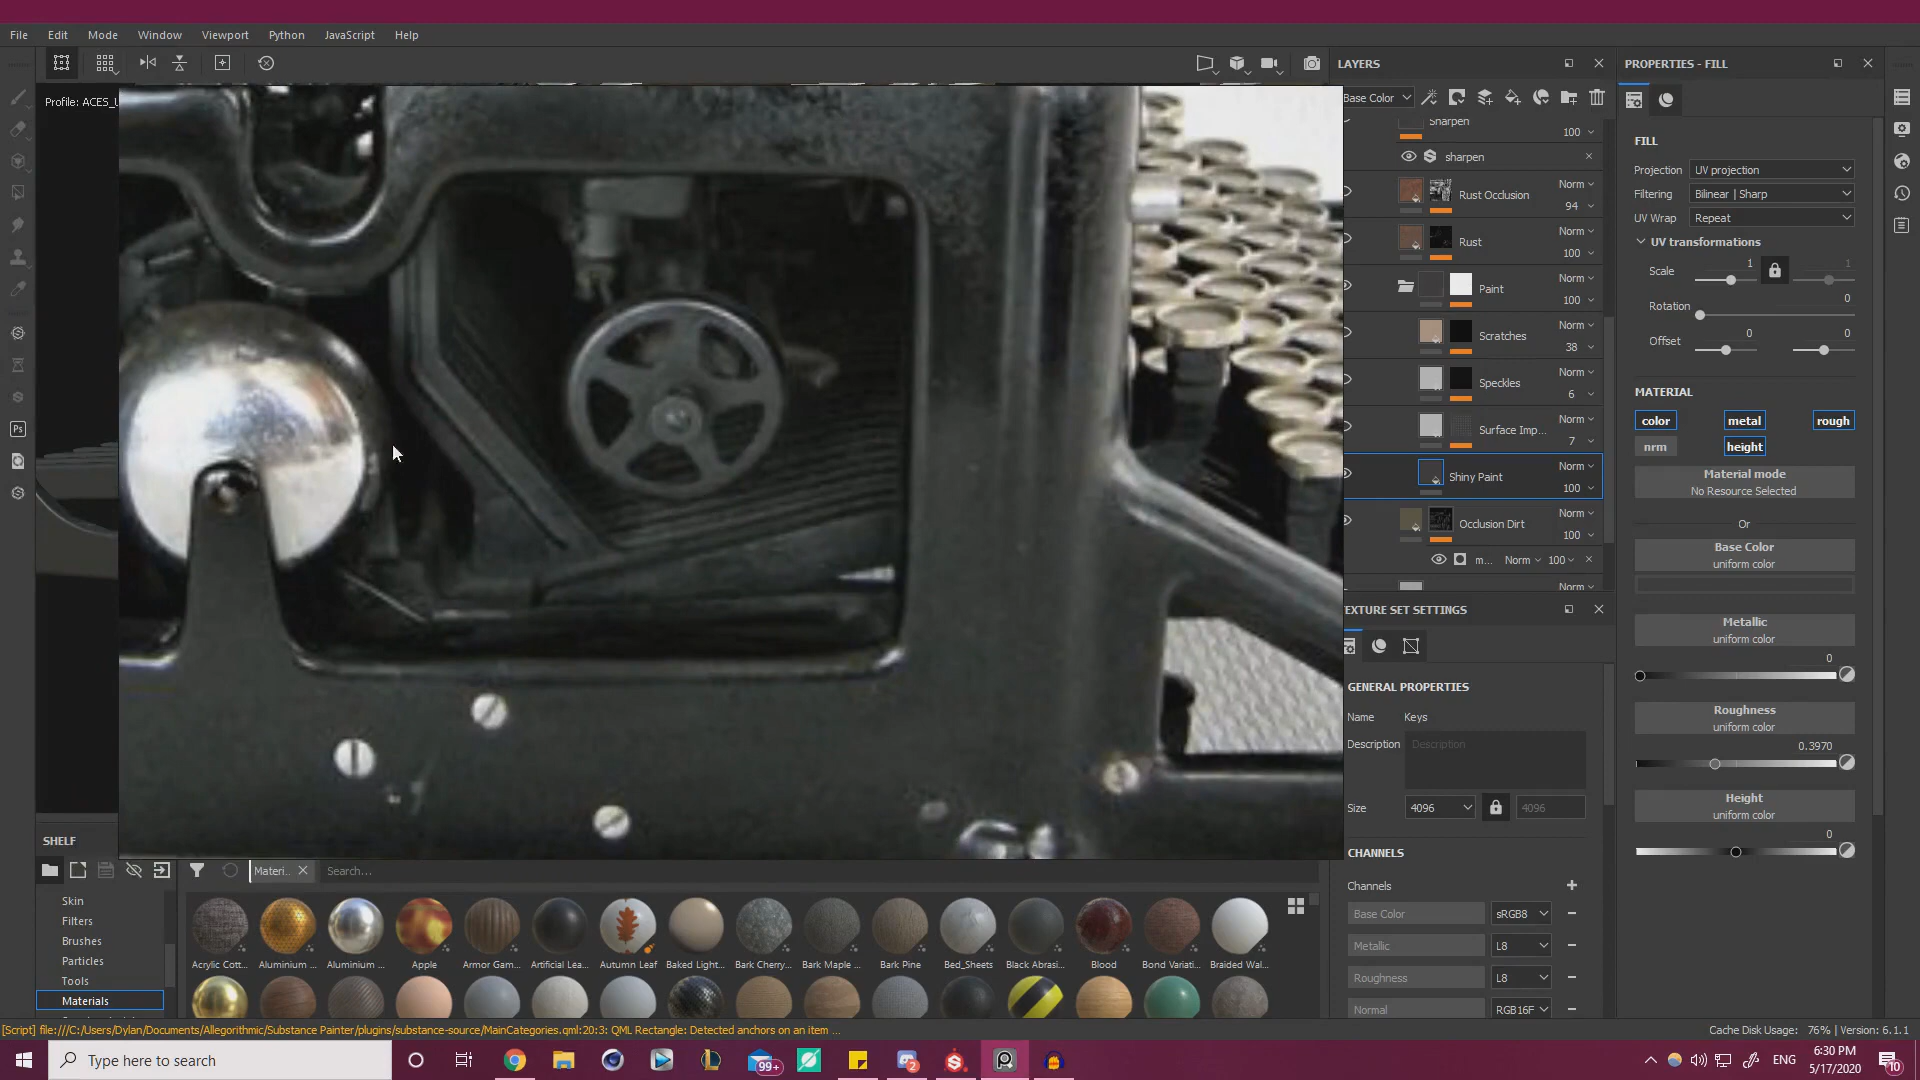 File Edit Mode Window Viewport Python JavaScript Help
Profile: ACES_U
LAYERS
Base Color
Sharpen
100
sharpen
Norm
Rust Occlusion
94
Norm
Rust
100
Norm
Paint
100
Norm
Scratches
38
Norm
Speckles
6
Norm
Surface Imp...
7
Norm
Shiny Paint
100
Norm
Occlusion Dirt
100
m... Norm 100
Norm
EXTURE SET SETTINGS
GENERAL PROPERTIES
Name Keys
Description Description
Size 4096 4096
CHANNELS
Channels
Base Color sRGB8
Metallic L8
Roughness L8
Normal RGB16F
PROPERTIES - FILL
FILL
Projection UV projection
Filtering Bilinear | Sharp
UV Wrap Repeat
UV transformations
Scale 1 1
Rotation 0
Offset 0 0
MATERIAL
color metal rough
nrm height
Material mode
No Resource Selected
Or
Base Color
uniform color
Metallic
uniform color
0
Roughness
uniform color
0.3970
Height
uniform color
0
SHELF
Materi..
Search...
Skin
Filters
Brushes
Particles
Tools
Materials
Acrylic Cott... Aluminium ... Aluminium ... Apple Armor Gam... Artificial Lea... Autumn Leaf Baked Light... Bark Cherry... Bark Maple ... Bark Pine Bed_Sheets Black Abrasi... Blood Bond Variati... Braided Wal...
[Script] file:///C:/Users/Dylan/Documents/Allegorithmic/Substance Painter/plugins/substance-source/MainCategories.qml:20:3: QML Rectangle: Detected anchors on an item ...
Cache Disk Usage: 76% | Version: 6.1.1
Type here to search
99+
2
ENG
6:30 PM
5/17/2020
10
Ps